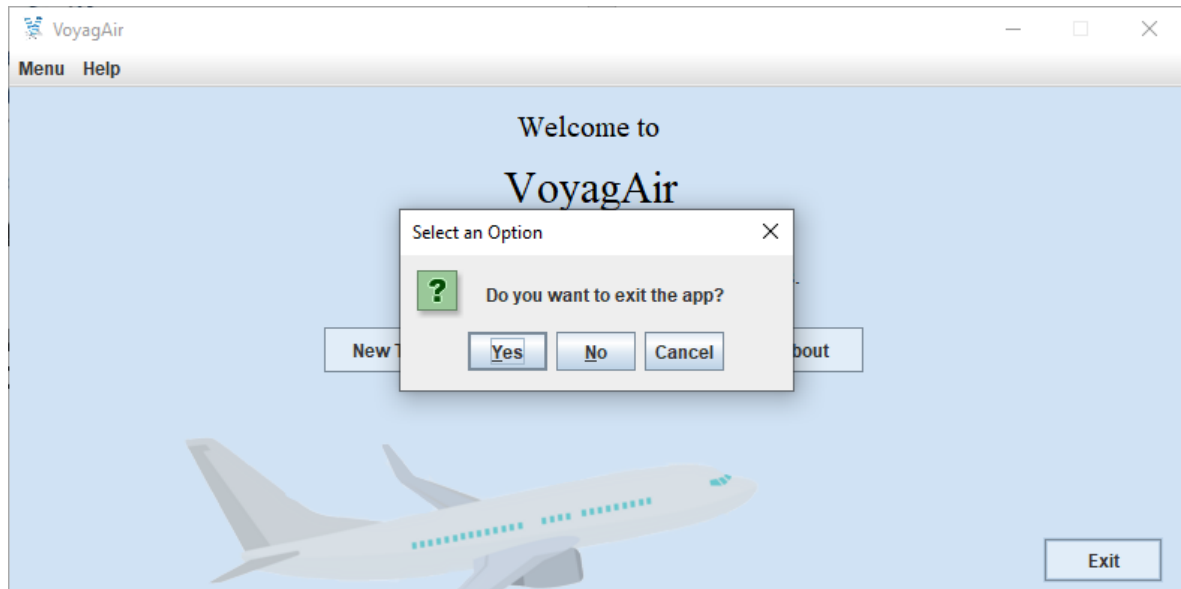 VoyagAir
Menu Help
Welcome to
VoyagAir
Select an Option
?
Do you want to exit the app?
New
Yes
No
Cancel
Exit